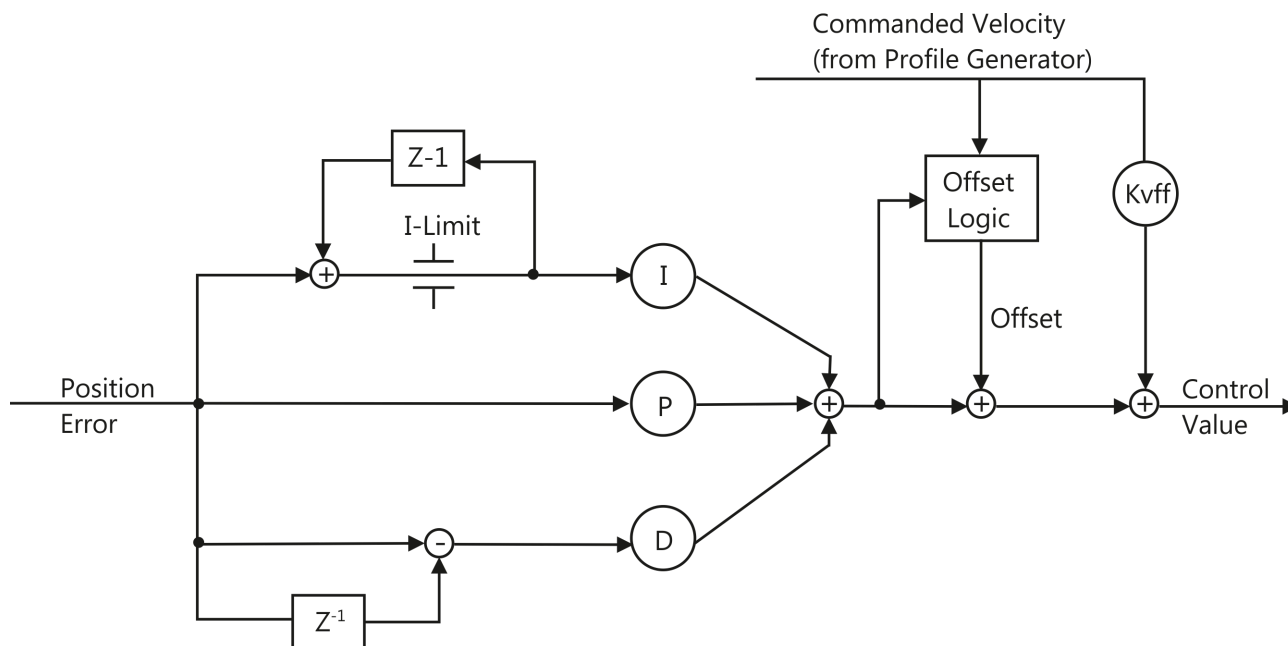 Commanded Velocity
(from Profile Generator)
Z-1
Offset
Logic
Kvff
I-Limit
+
I
Offset
Position
Error
P
+
+
+
Control
Value
-
D
Z⁻¹